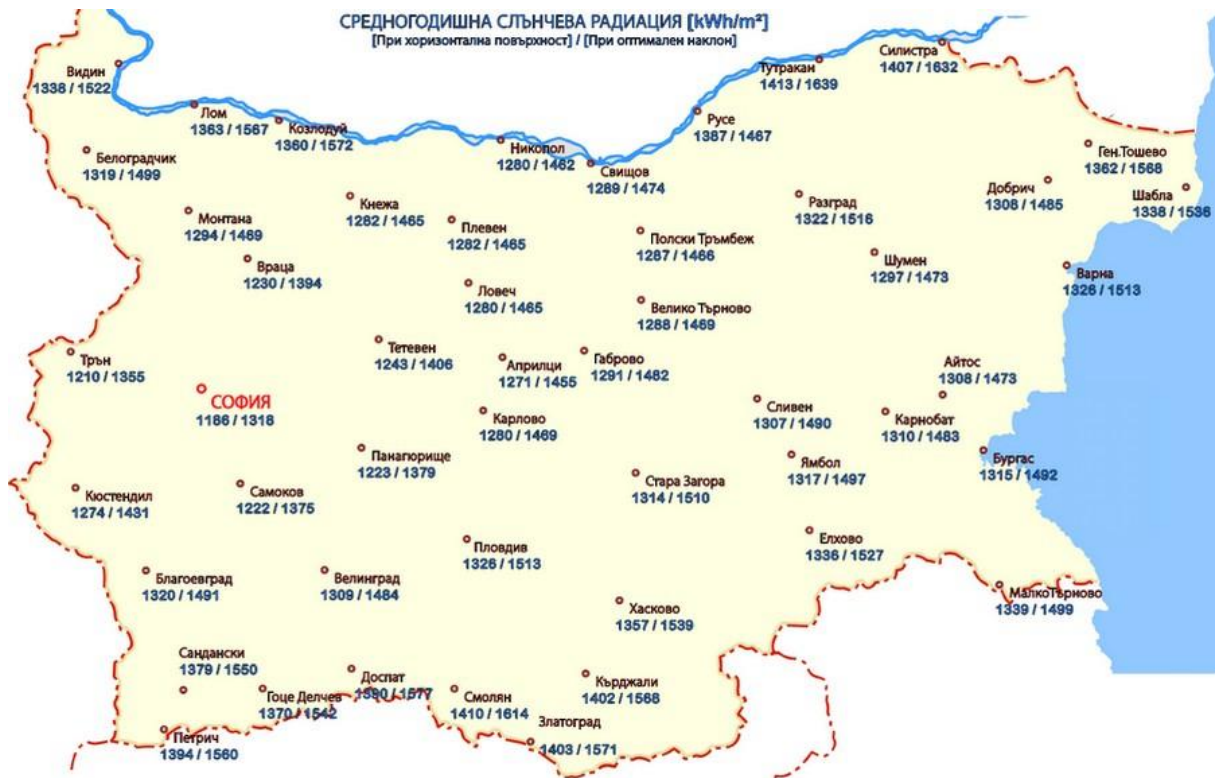 СРЕДНОГОДИШНА СЛЪНЧЕВА РАДИАЦИЯ [kWh/m²]
[При хоризонтална повърхност] / [При оптимален наклон]
Видин
1338 / 1522
Лом
1363 / 1567
Козлодуй
1360 / 1572
Никопол
1280 / 1462
Свищов
1289 / 1474
Русе
1387 / 1467
Тутракан
1413 / 1639
Силистра
1407 / 1632
Белоградчик
1319 / 1499
Ген.Тошево
1362 / 1568
Добрич
1308 / 1485
Шабла
1338 / 1536
Монтана
1294 / 1469
Кнежа
1282 / 1465
Плевен
1282 / 1465
Полски Тръмбеж
1287 / 1466
Разград
1322 / 1516
Шумен
1297 / 1473
Варна
1326 / 1513
Враца
1230 / 1394
Ловеч
1280 / 1465
Велико Търново
1288 / 1469
Трън
1210 / 1355
Тетевен
1243 / 1406
Априлци
1271 / 1455
Габрово
1291 / 1482
Айтос
1308 / 1473
СОФИЯ
1186 / 1318
Карлово
1280 / 1469
Сливен
1307 / 1490
Карнобат
1310 / 1483
Панагюрище
1223 / 1379
Ямбол
1317 / 1497
Бургас
1315 / 1492
Кюстендил
1274 / 1431
Самоков
1222 / 1375
Стара Загора
1314 / 1510
Пловдив
1326 / 1513
Елхово
1336 / 1527
Благоевград
1320 / 1491
Велинград
1309 / 1484
Хасково
1357 / 1539
МалкоТърново
1339 / 1499
Сандански
1379 / 1550
Гоце Делчев
1370 / 1542
Доспат
1390 / 1577
Смолян
1410 / 1614
Кърджали
1402 / 1568
Златоград
1403 / 1571
Петрич
1394 / 1560